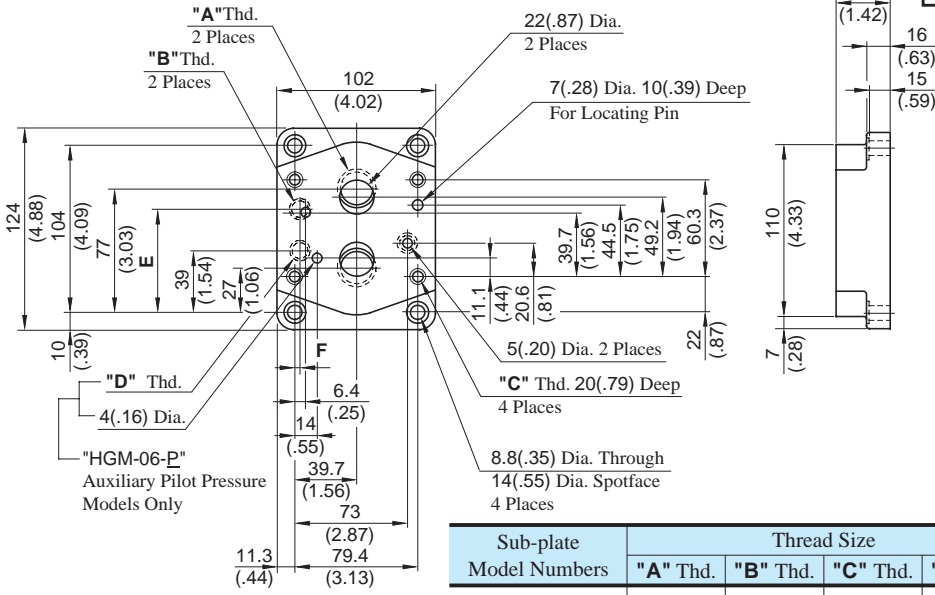 "A" Thd.
2 Places
"B" Thd.
2 Places
22(.87) Dia.
2 Places
7(.28) Dia. 10(.39) Deep
For Locating Pin
102
(4.02)
(1.42)
16
(.63)
15
(.59)
124
(4.88)
104
(4.09)
77
(3.03)
E
39
(1.54)
27
(1.06)
10
(.39)
39.7
(1.56)
44.5
(1.75)
49.2
(1.94)
60.3
(2.37)
11.1
(.44)
20.6
(.81)
22
(.87)
110
(4.33)
7
(.28)
F
5(.20) Dia. 2 Places
"C" Thd. 20(.79) Deep
4 Places
"D" Thd.
4(.16) Dia.
"HGM-06-P"
Auxiliary Pilot Pressure
Models Only
6.4
(.25)
14
(.55)
39.7
(1.56)
73
(2.87)
11.3
(.44)
79.4
(3.13)
8.8(.35) Dia. Through
14(.55) Dia. Spotface
4 Places
Sub-plate
Model Numbers
Thread Size
"A" Thd. "B" Thd. "C" Thd.